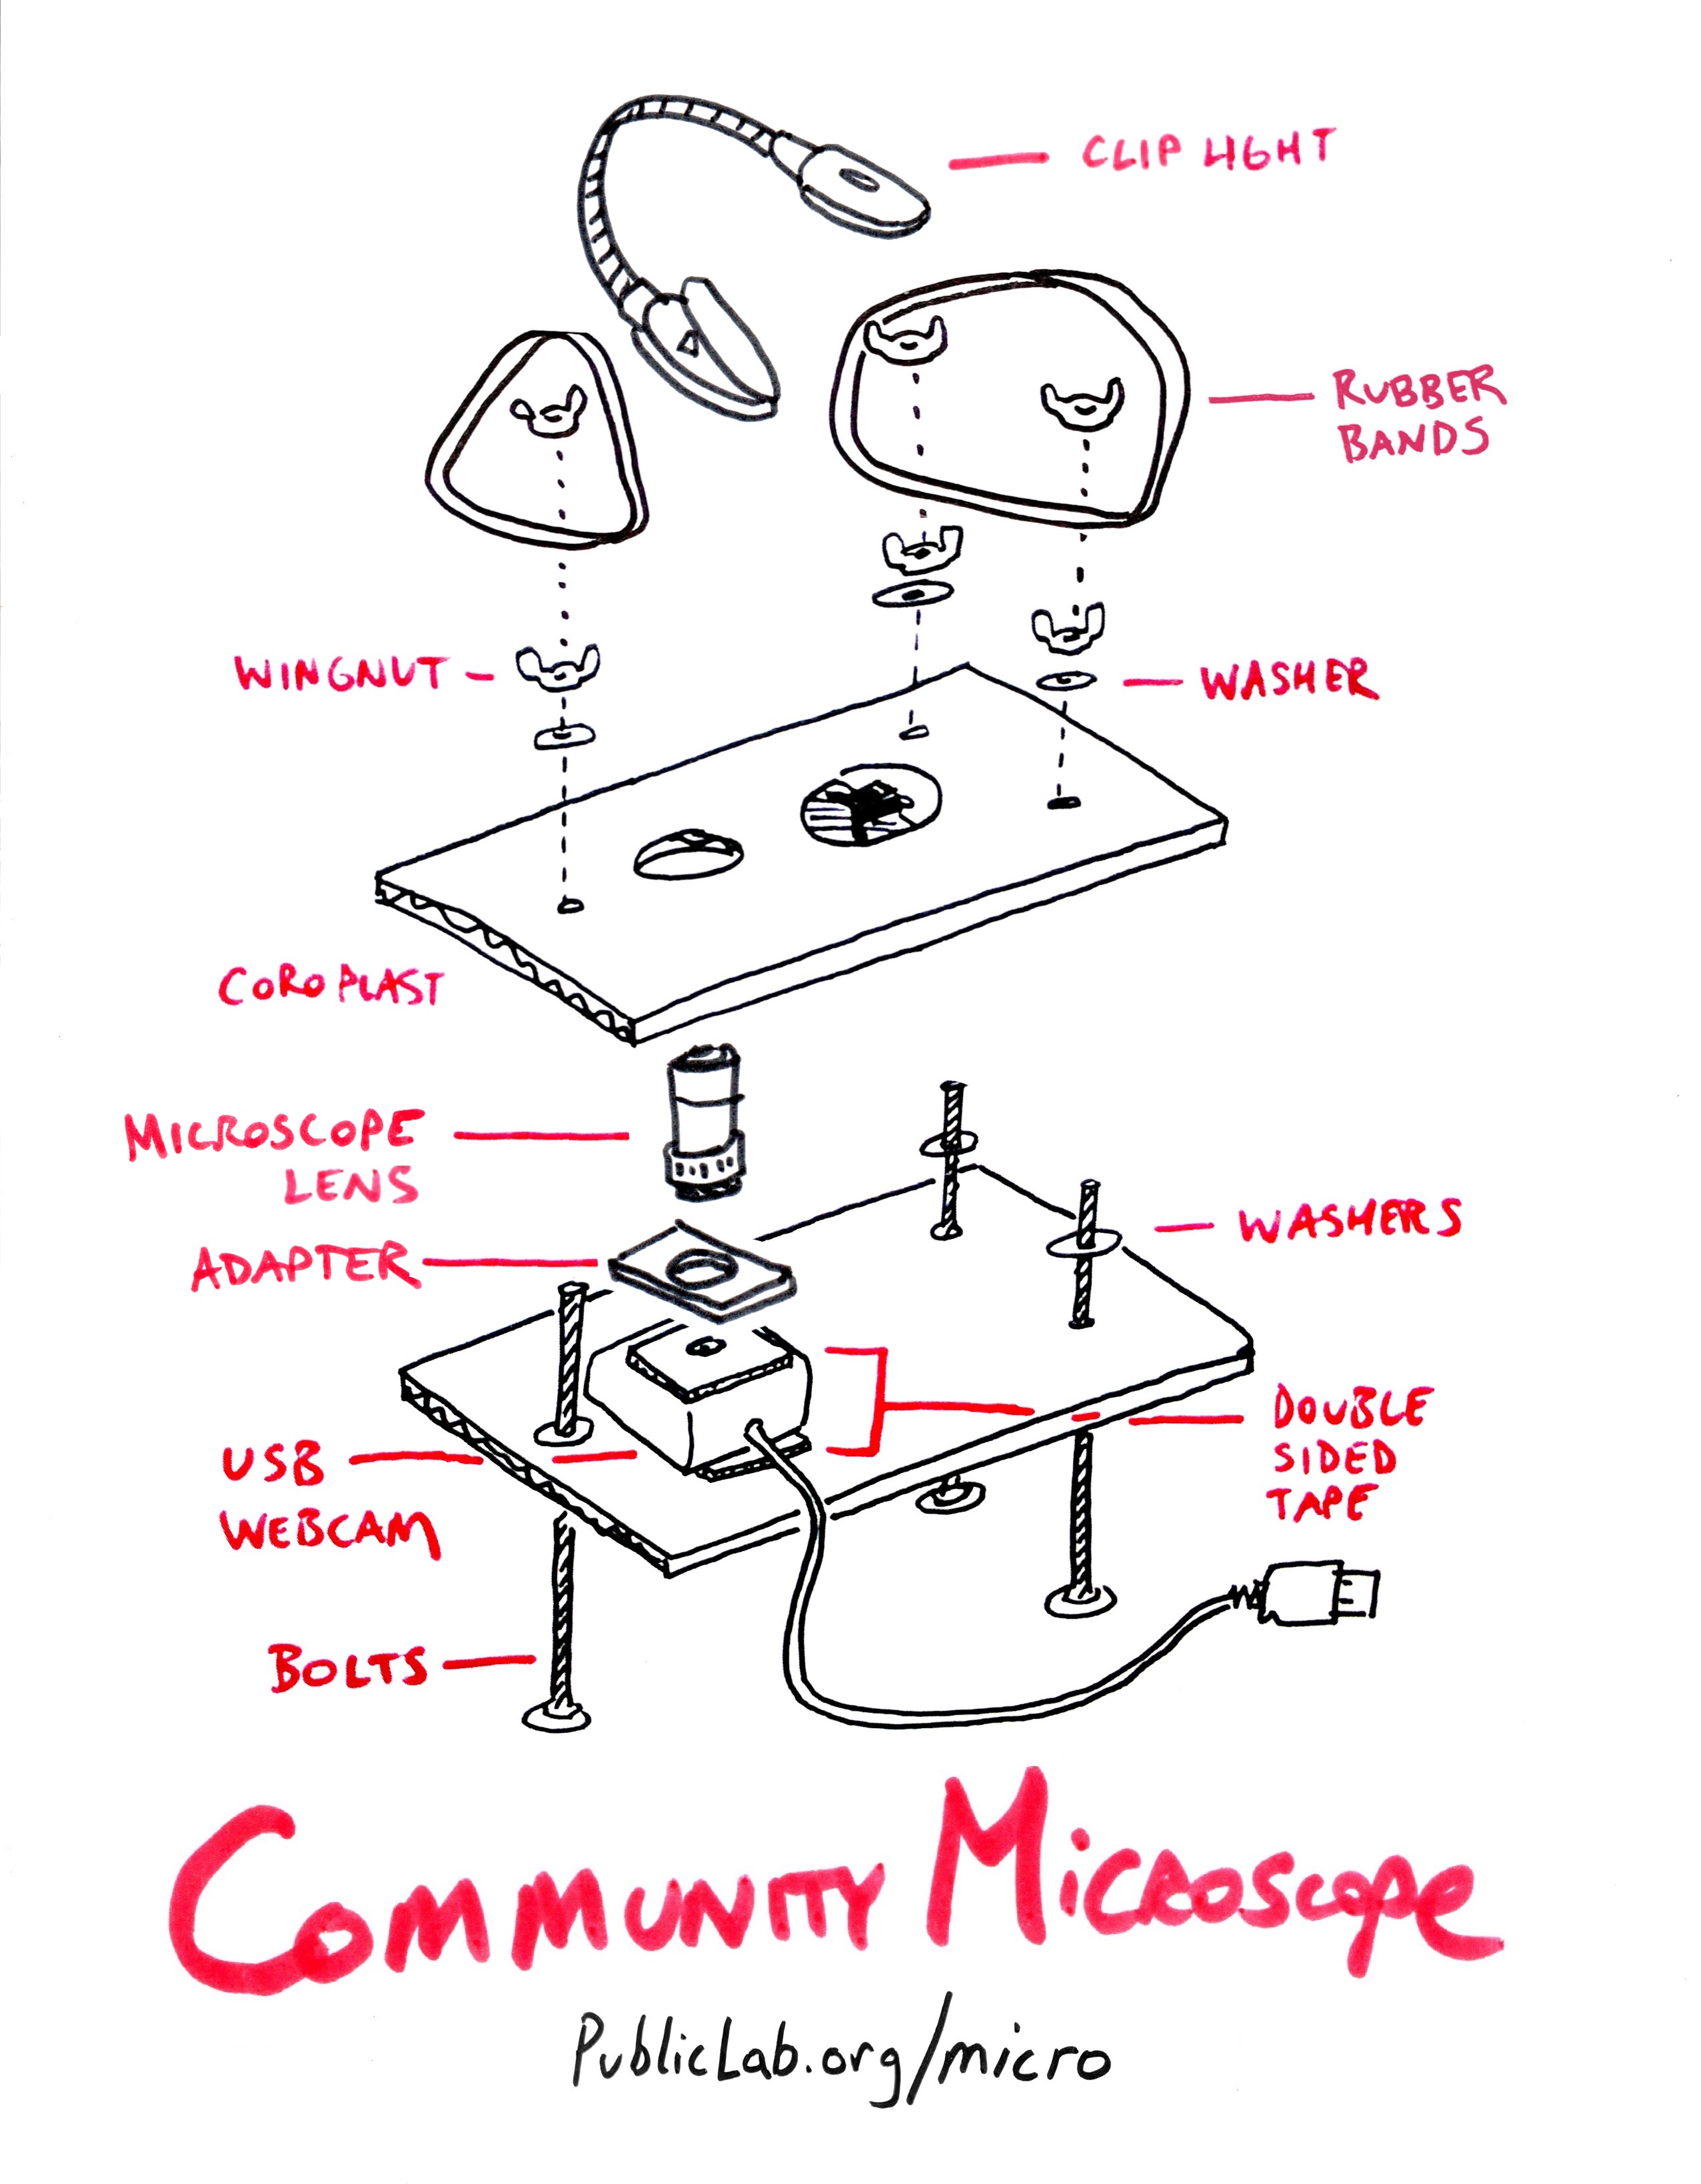 CLIP LIGHT
RUBBER
BANDS
WINGNUT
WASHER
COROPLAST
MICROSCOPE
LENS
WASHERS
ADAPTER
DOUBLE
SIDED
TAPE
USB
WEBCAM
BOLTS
COMMUNITY MICROSCOPE
PublicLab.org/micro